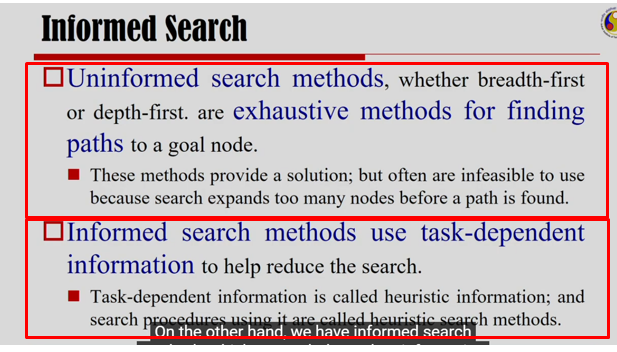 Informed Search
Uninformed search methods, whether breadth-first
or depth-first. are exhaustive methods for finding
paths to a goal node.
These methods provide a solution; but often are infeasible to use
because search expands too many nodes before a path is found.
Informed search methods use task-dependent
information to help reduce the search.
Task-dependent information is called heuristic information; and
search procedures using it are called heuristic search methods.
On the other hand, we have informed search